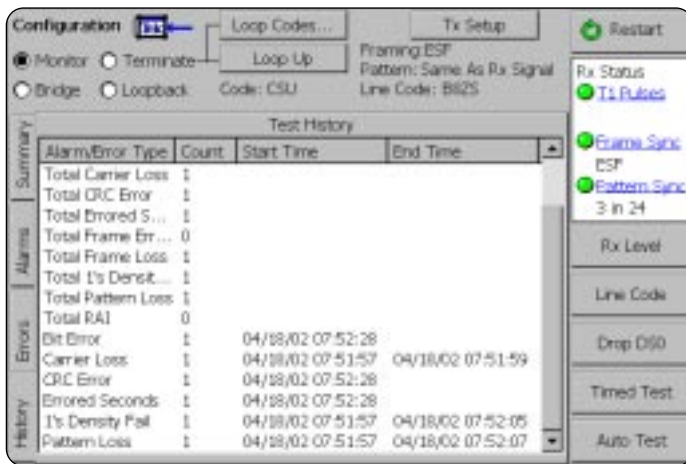 Configuration
Loop Codes...
Tx Setup
Restart
Monitor Terminate
Loop Up
Bridge Loopback
Code: CSU
Framing:ESF
Pattern: Same As Rx Signal
Line Code: B8ZS
Rx Status
T1 Pulses
Frame Sync
ESF
Pattern Sync
3 in 24
Rx Level
Line Code
Drop DS0
Timed Test
Auto Test
Summary
Alarms
Errors
History
Test History
Alarm/Error Type Count Start Time End Time
Total Carrier Loss 1
Total CRC Error 1
Total Errored S... 1
Total Frame Err... 0
Total Frame Loss 1
Total 1's Densit... 1
Total Pattern Loss 1
Total RAI 0
Bit Error 1 04/18/02 07:52:28
Carrier Loss 1 04/18/02 07:51:57 04/18/02 07:51:59
CRC Error 1 04/18/02 07:52:28
Errored Seconds 1 04/18/02 07:52:28
1's Density Fail 1 04/18/02 07:51:57 04/18/02 07:52:05
Pattern Loss 1 04/18/02 07:51:57 04/18/02 07:52:07